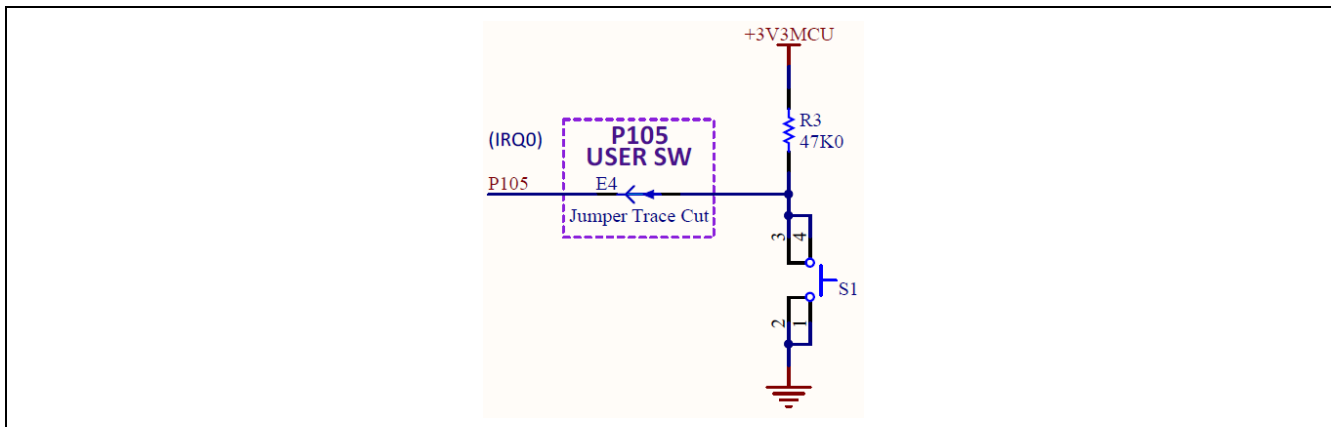 +3V3MCU
R3
47K0
(IRQ0)
P105
USER SW
P105
E4
Jumper Trace Cut
3
4
S1
2
1